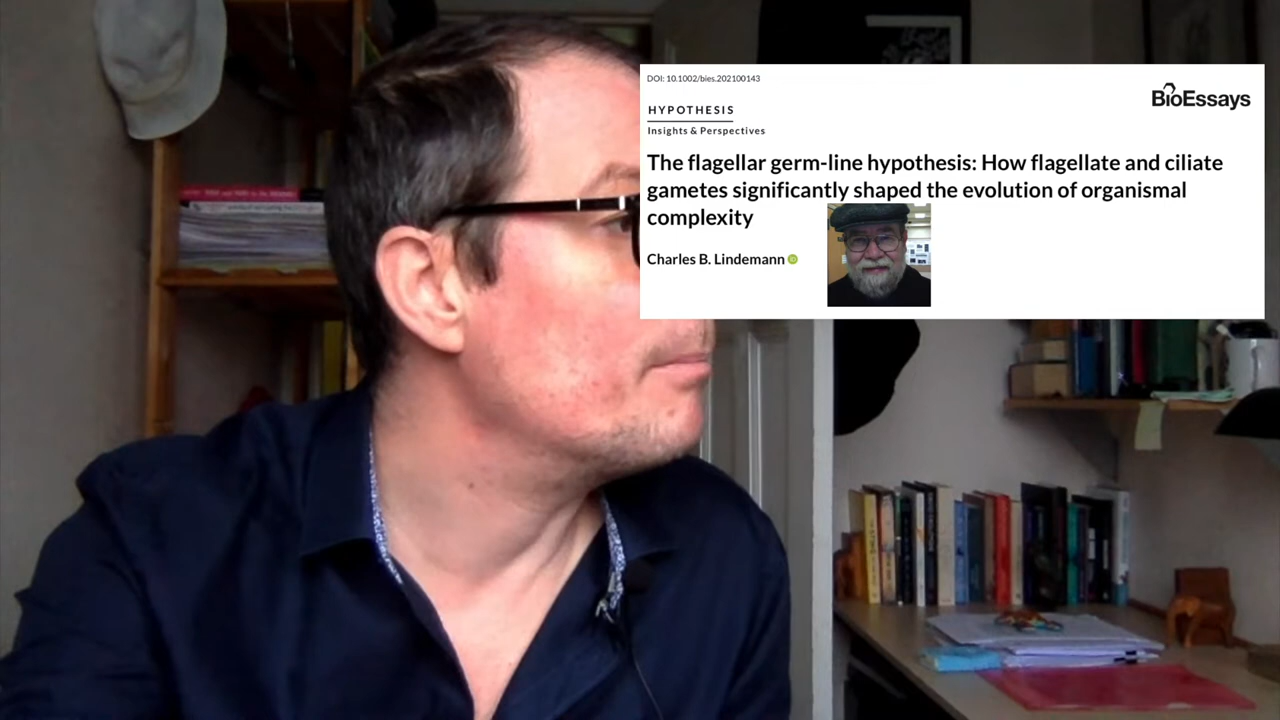 DOI: 10.1002/bies.202100143
BioEssays
HYPOTHESIS
Insights & Perspectives
The flagellar germ-line hypothesis: How flagellate and ciliate
gametes significantly shaped the evolution of organismal
complexity
Charles B. Lindemann